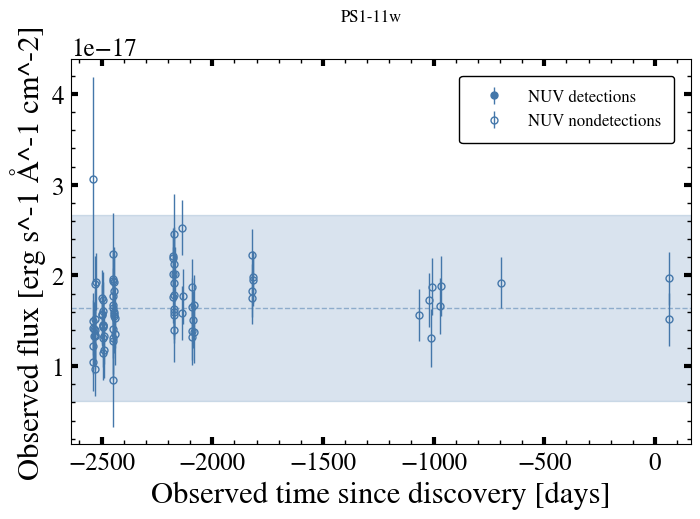 PS1-11w
1e−17
NUV detections
NUV nondetections
4
3
2
1
Observed flux [erg s^-1 Å^-1 cm^-2]
−2500 −2000 −1500 −1000 −500 0
Observed time since discovery [days]